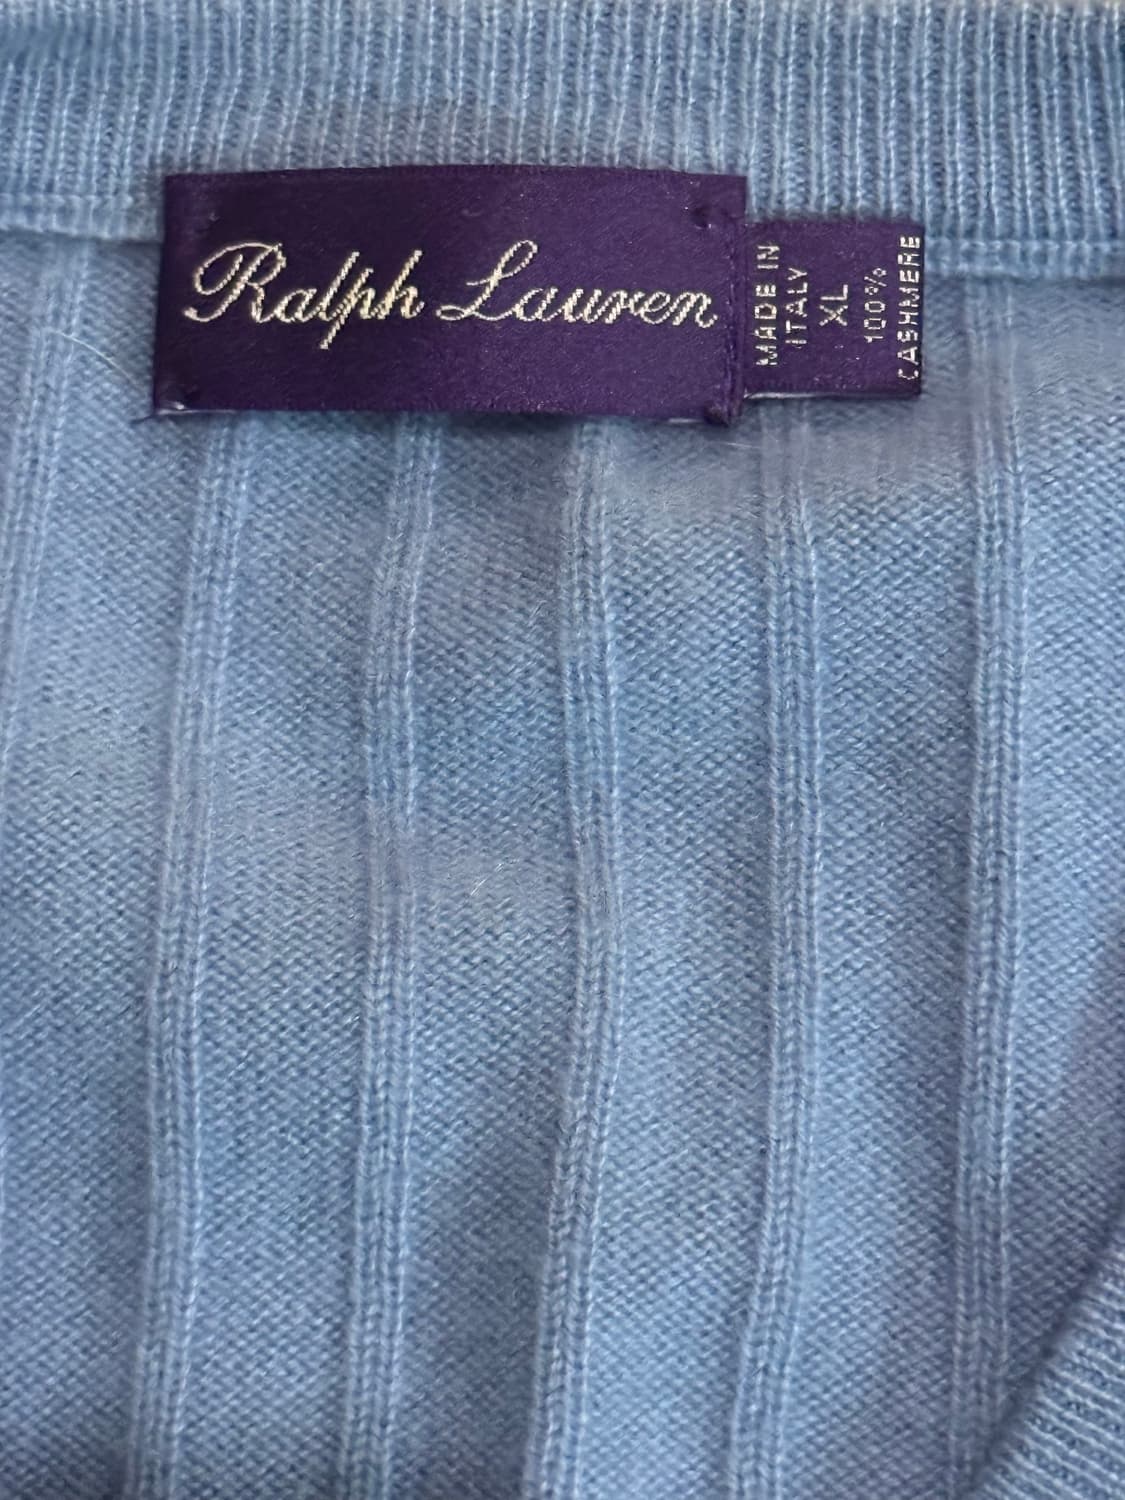 Ralph Lauren
MADE IN
ITALY
XL
100%
CASHMERE